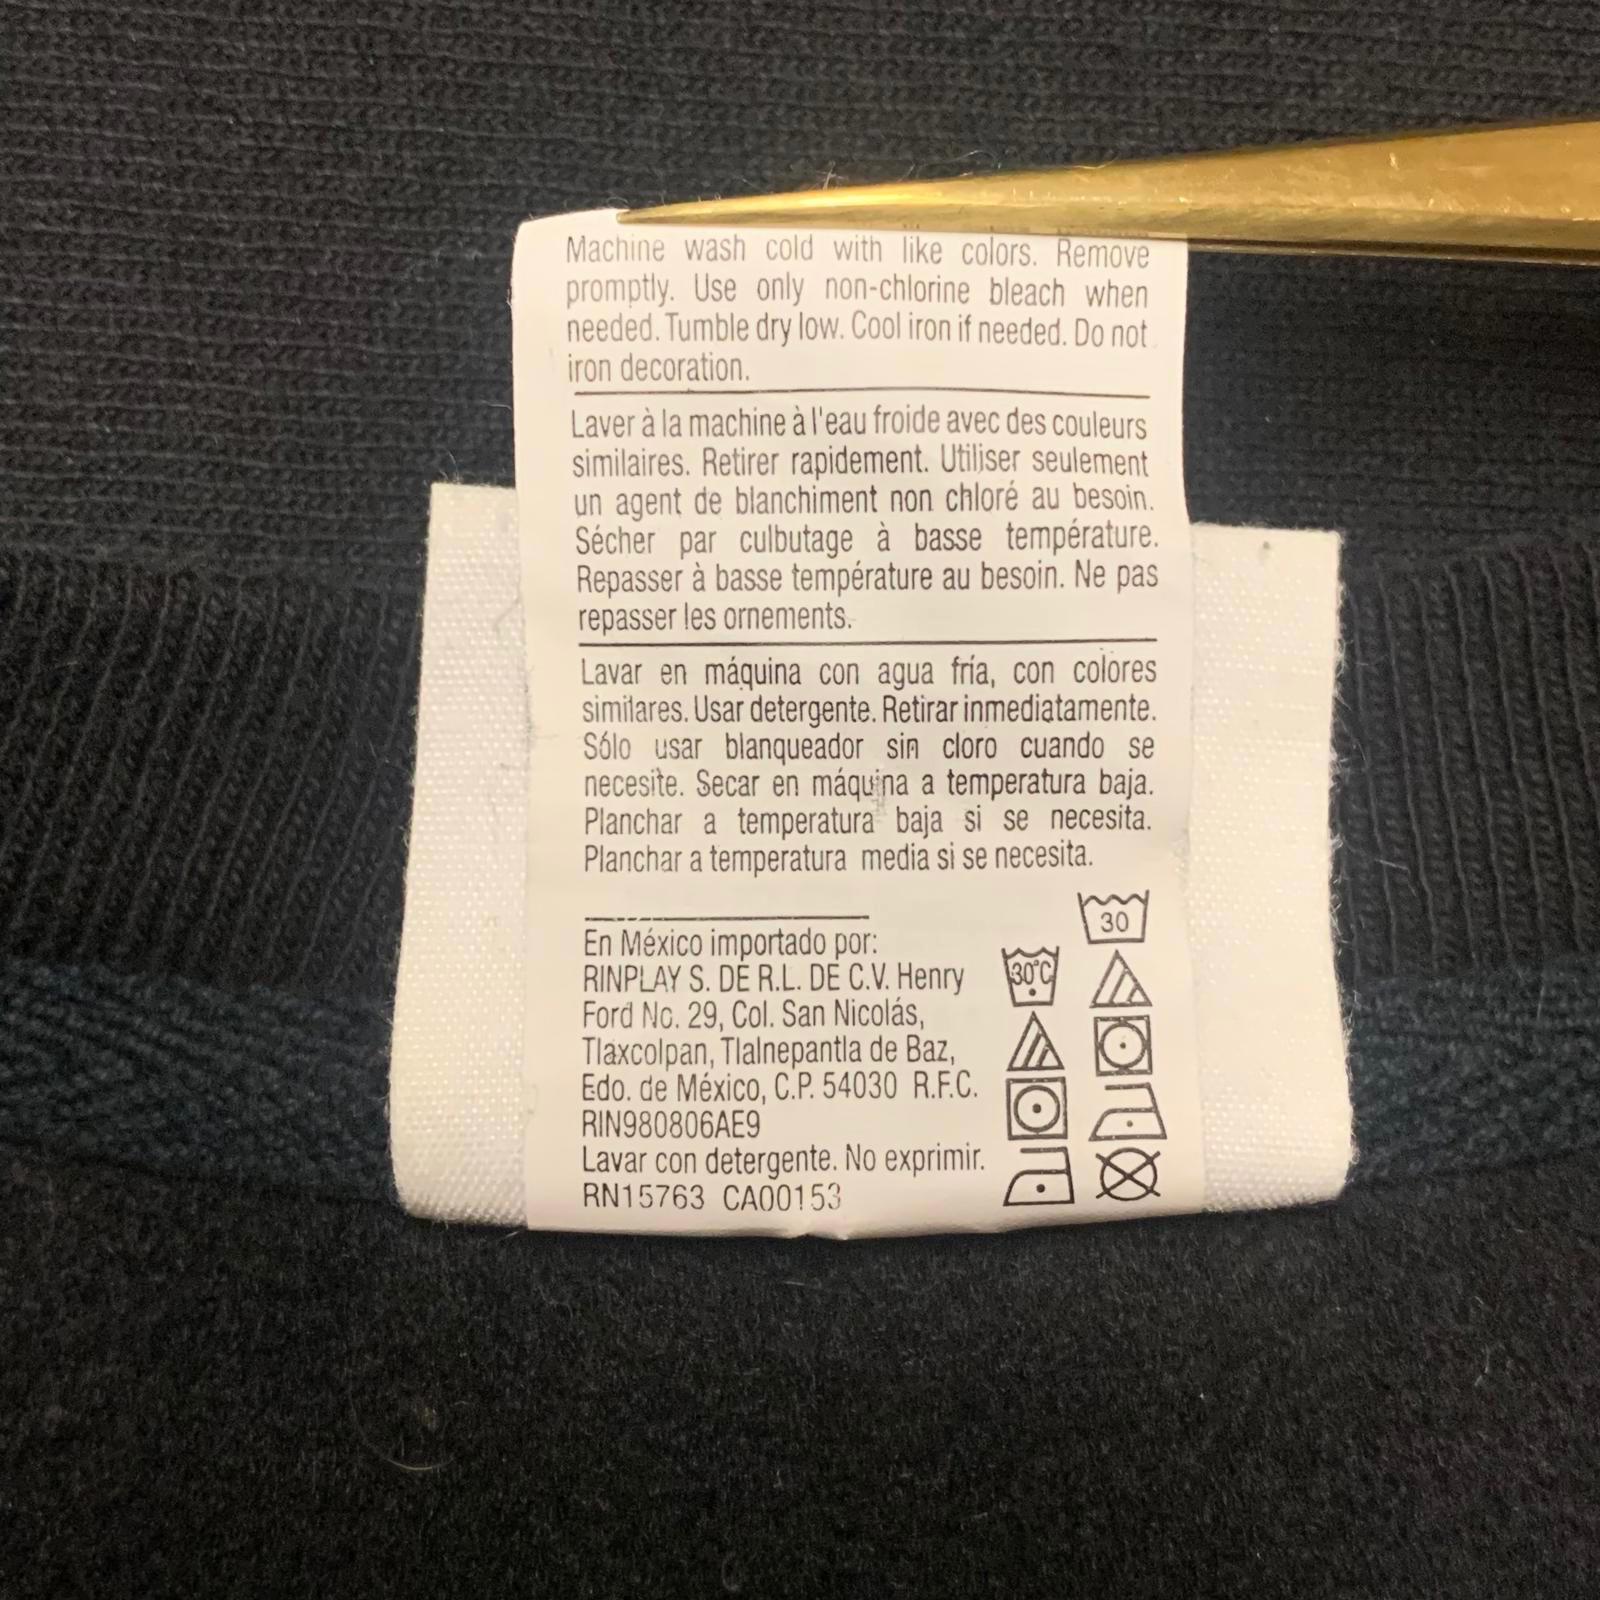 Machine wash cold with like colors. Remove
promptly. Use only non-chlorine bleach when
needed. Tumble dry low. Cool iron if needed. Do not
iron decoration.
Laver à la machine à l'eau froide avec des couleurs
similaires. Retirer rapidement. Utiliser seulement
un agent de blanchiment non chloré au besoin.
Sécher par culbutage à basse température.
Repasser à basse température au besoin. Ne pas
repasser les ornements.
Lavar en máquina con agua fría, con colores
similares. Usar detergente. Retirar inmediatamente.
Sólo usar blanqueador sin cloro cuando se
necesite. Secar en máquina a temperatura baja.
Planchar a temperatura baja si se necesita.
Planchar a temperatura media si se necesita.
En México importado por:
RINPLAY S. DE R.L. DE C.V. Henry
Ford No. 29, Col. San Nicolás,
Tlaxcolpan, Tlalnepantla de Baz,
Edo. de México, C.P. 54030 R.F.C.
RIN980806AE9
Lavar con detergente. No exprimir.
RN15763 CA00153
30
30°C